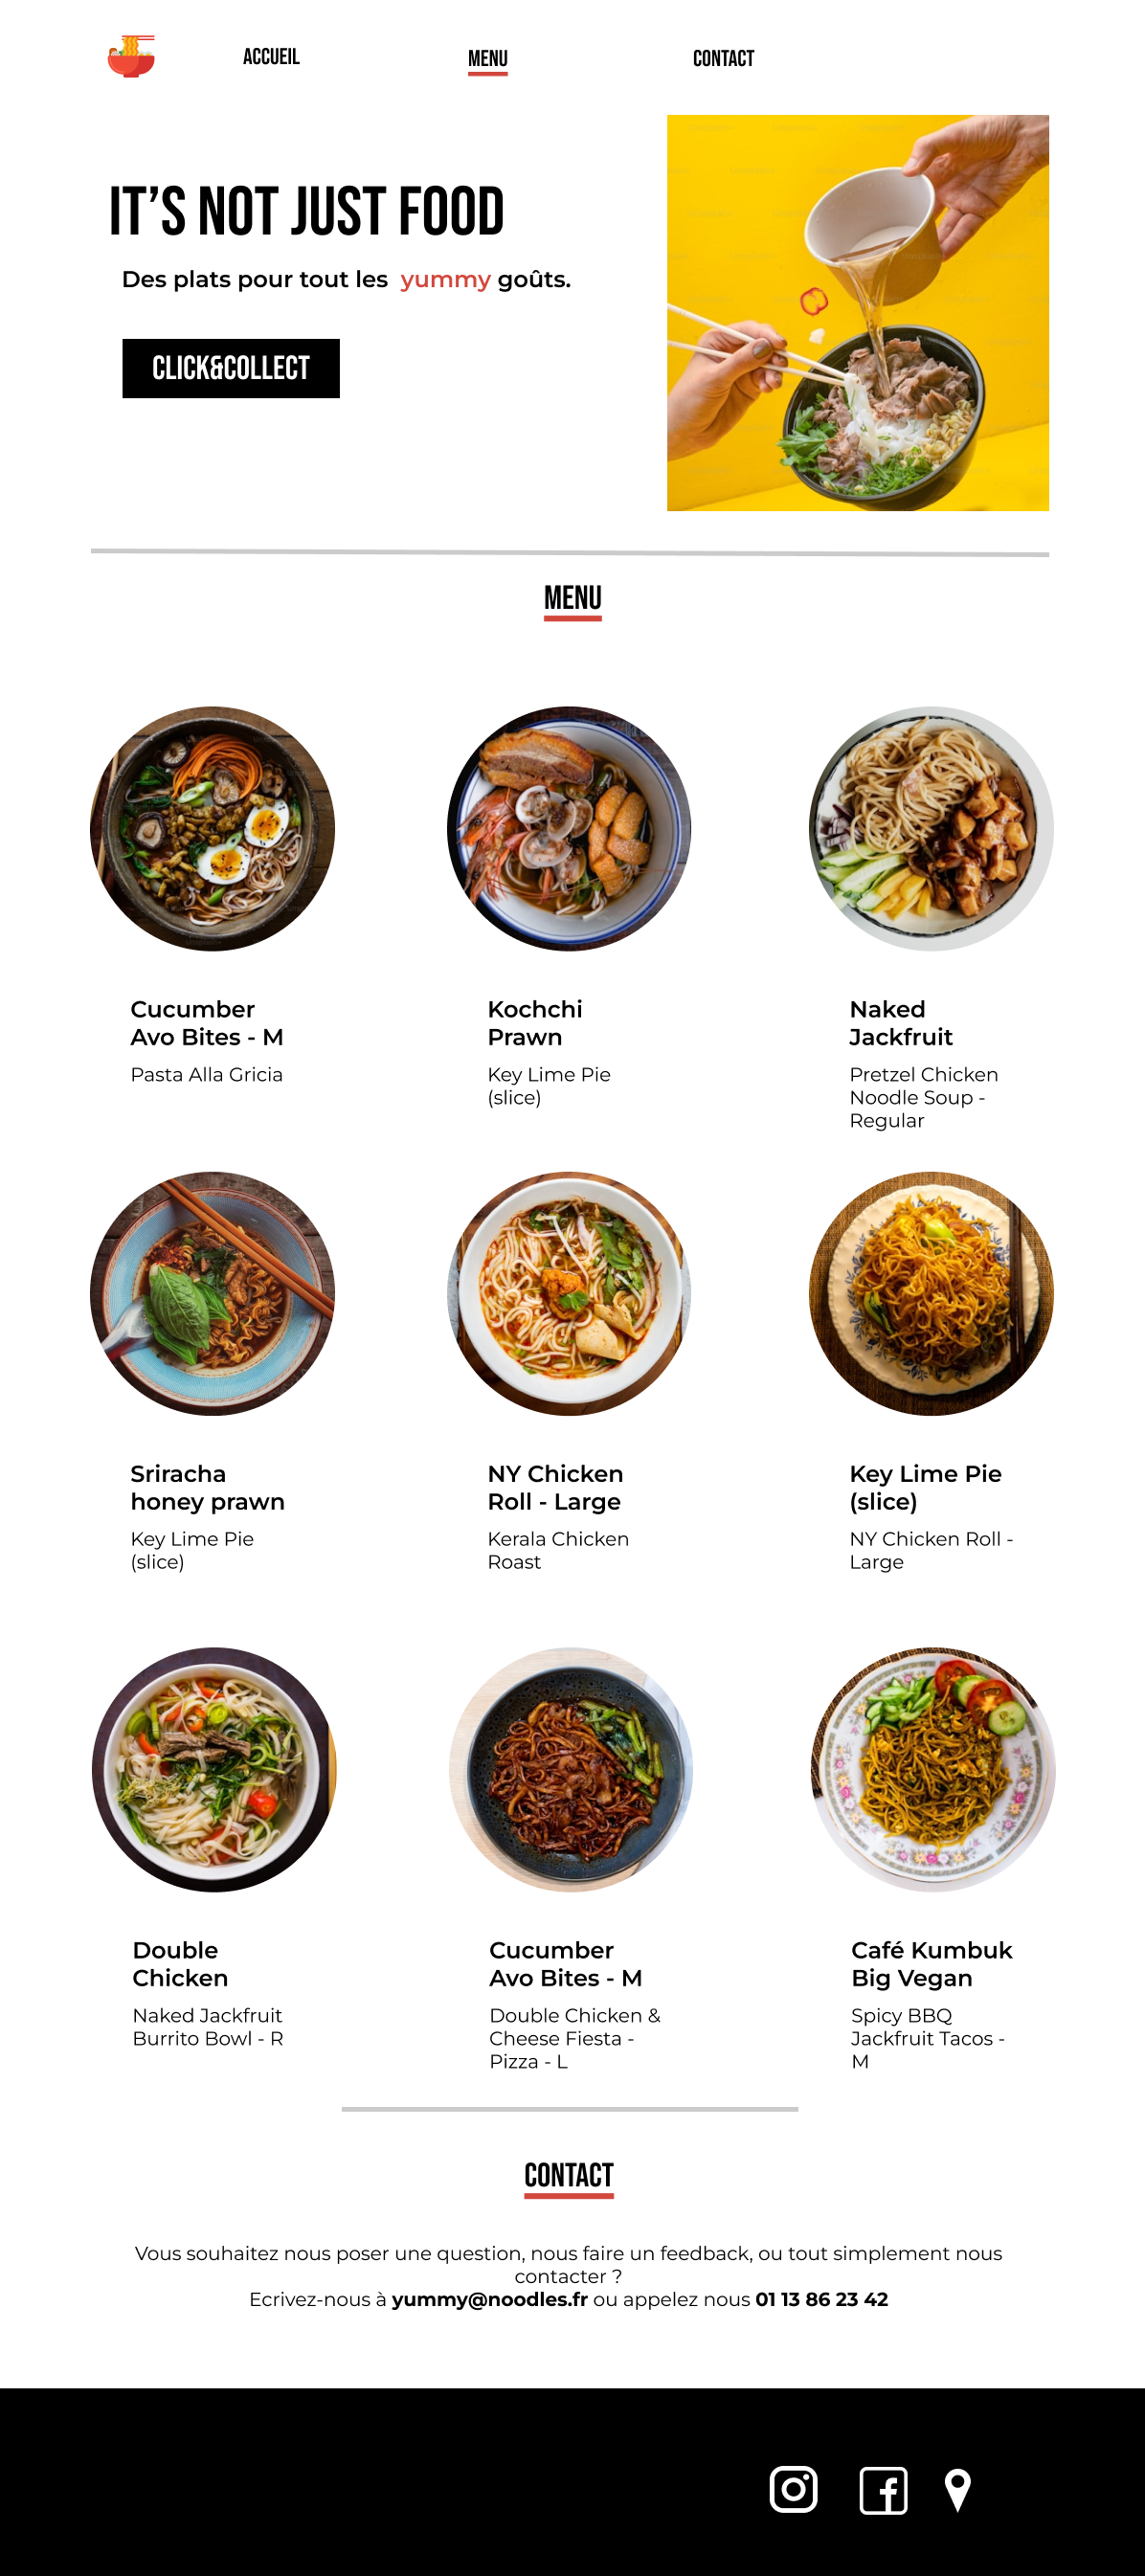 ACCUEIL
MENU
CONTACT
IT’S NOT JUST FOOD
Des plats pour tout les yummy goûts.
CLICK&COLLECT
MENU
Cucumber
Avo Bites - M
Pasta Alla Gricia
Kochchi
Prawn
Key Lime Pie
(slice)
Naked
Jackfruit
Pretzel Chicken
Noodle Soup -
Regular
Sriracha
honey prawn
Key Lime Pie
(slice)
NY Chicken
Roll - Large
Kerala Chicken
Roast
Key Lime Pie
(slice)
NY Chicken Roll -
Large
Double
Chicken
Naked Jackfruit
Burrito Bowl - R
Cucumber
Avo Bites - M
Double Chicken &
Cheese Fiesta -
Pizza - L
Café Kumbuk
Big Vegan
Spicy BBQ
Jackfruit Tacos -
M
CONTACT
Vous souhaitez nous poser une question, nous faire un feedback, ou tout simplement nous
contacter ?
Ecrivez-nous à yummy@noodles.fr ou appelez nous 01 13 86 23 42